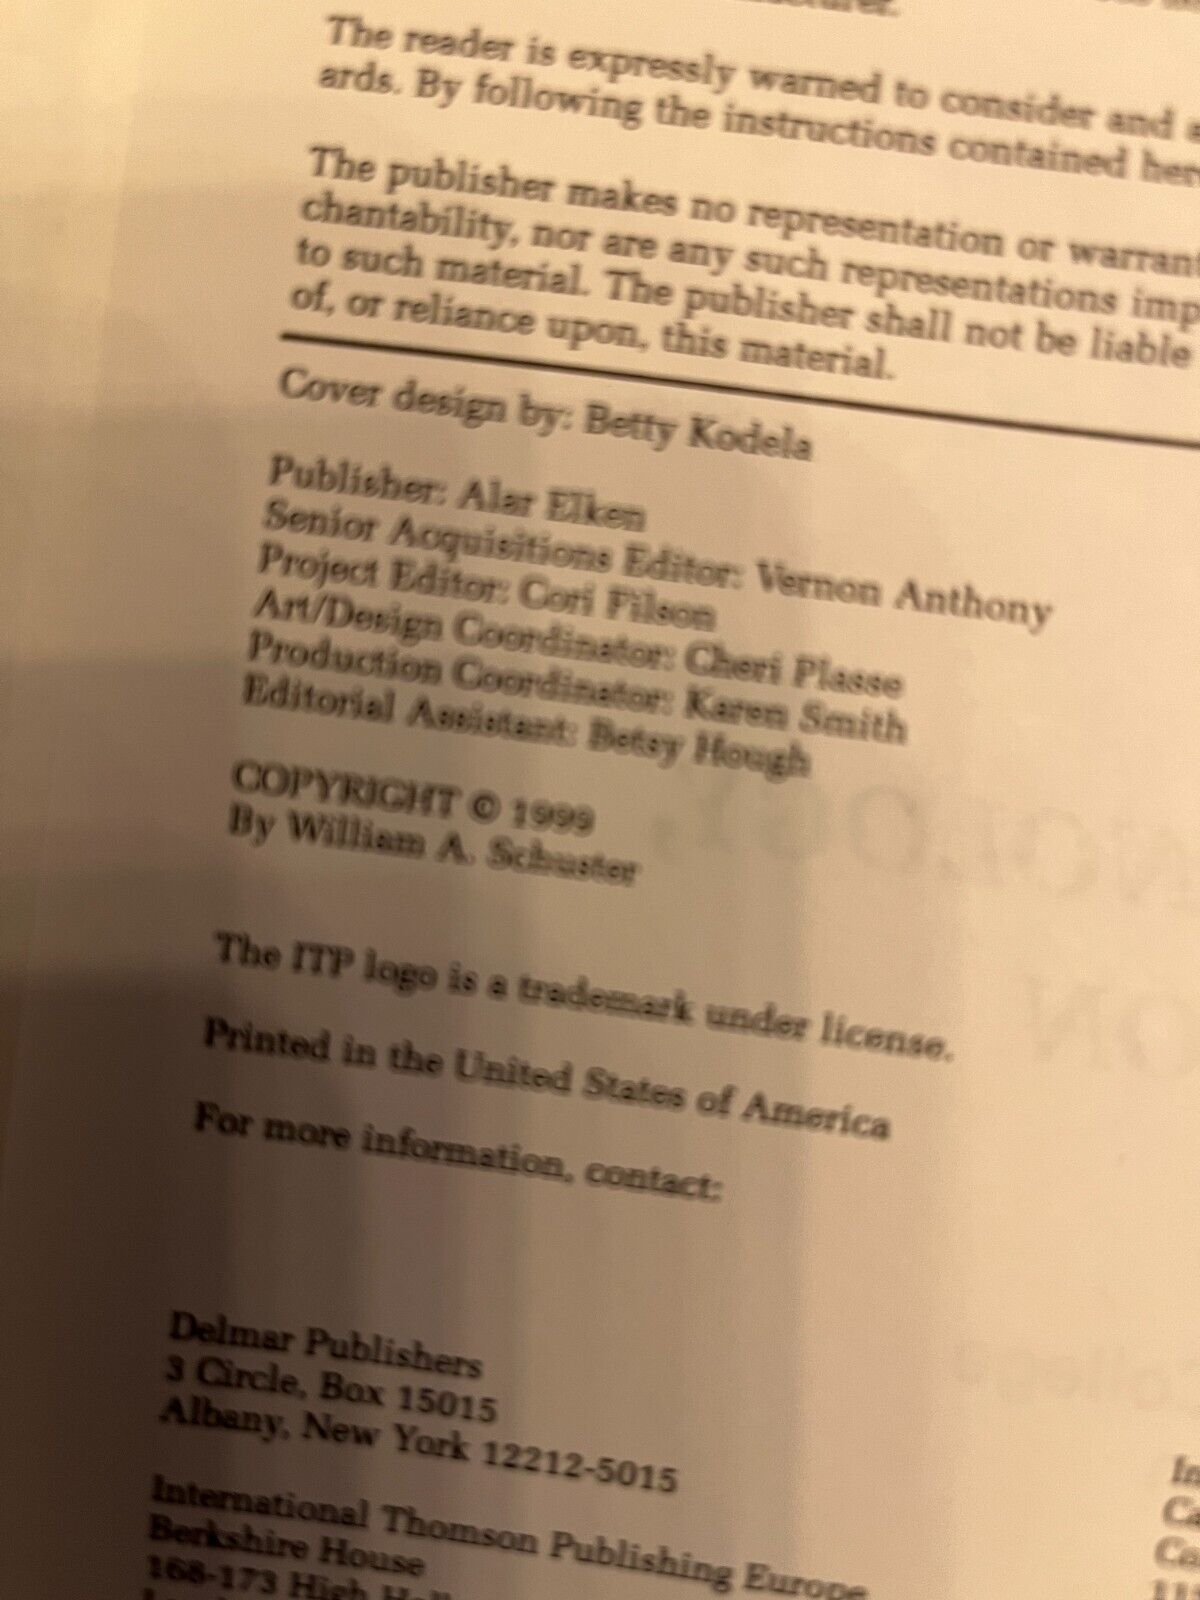 The reader is expressly warned to consider and
ards. By following the instructions contained
The publisher makes no representation or
chantability, nor are any such representations
to such material. The publisher shall not be liable
of, or reliance upon, this material.
Cover design by: Betty Kodela
Publisher: Alar Elken
Senior Acquisitions Editor: Vernon Anthony
Project Editor: Cori Filson
Art/Design Coordinator: Cheri Plasse
Production Coordinator: Karen Smith
Editorial Assistant: Betsy Hough
COPYRIGHT © 1999
By William A. Schuster
The ITP logo is a trademark under license.
Printed in the United States of America
For more information, contact:
Delmar Publishers
3 Circle, Box 15015
Albany, New York 12212-5015
International Thomson Publishing Europe
Berkshire House
168-173 High